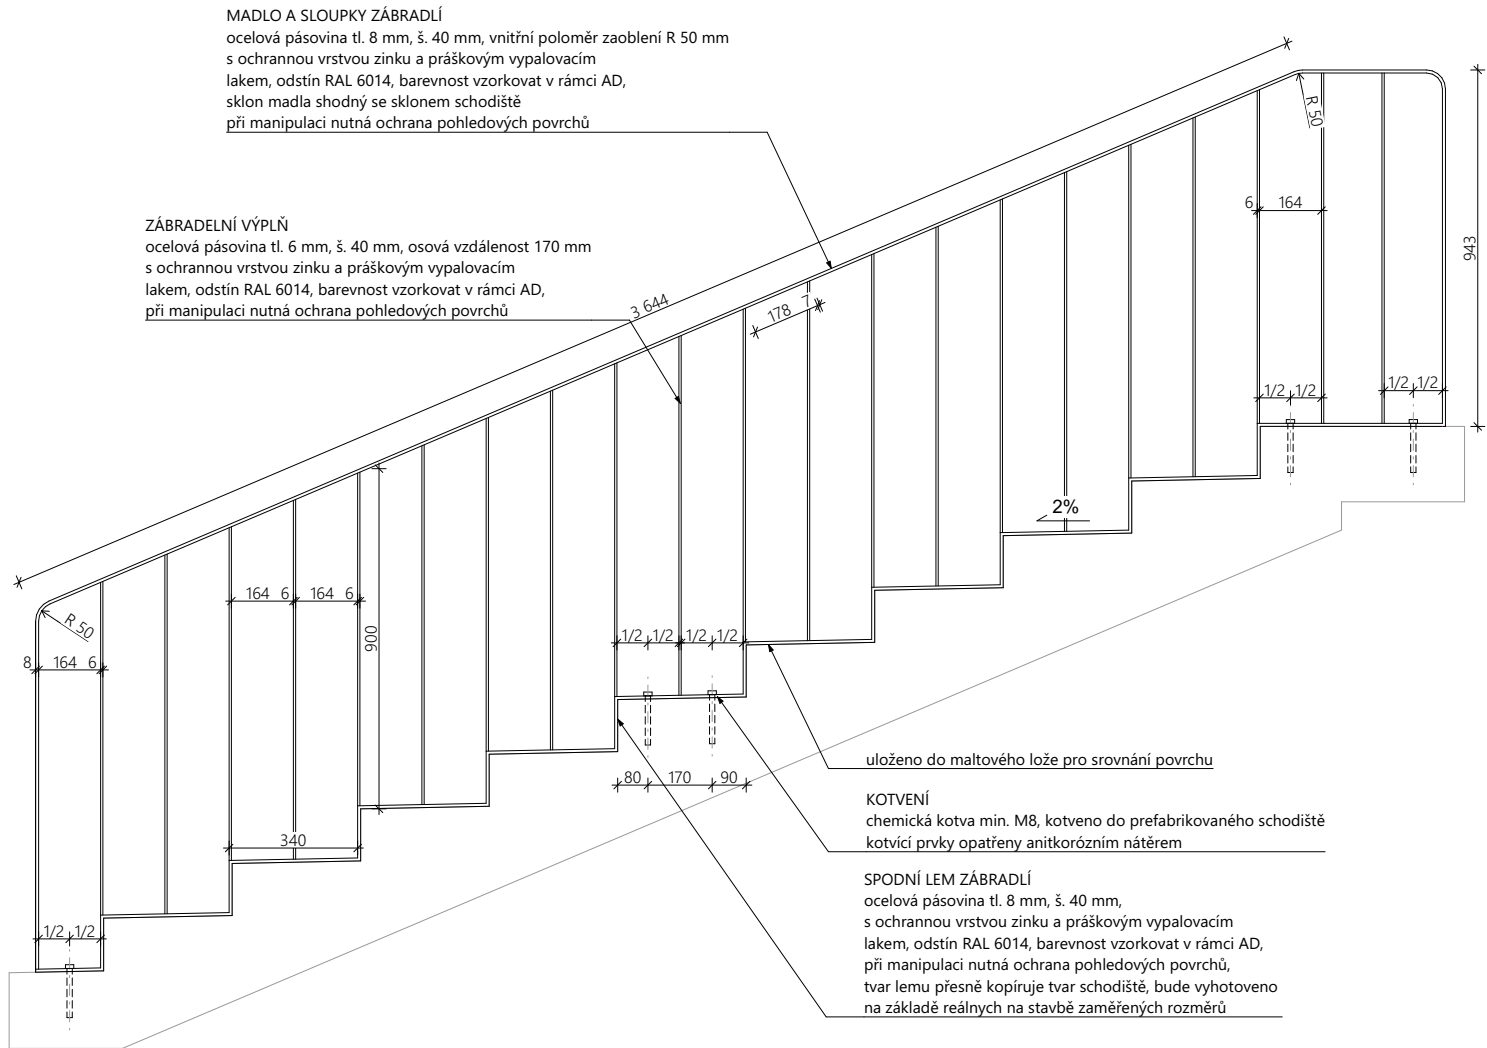 MADLO A SLOUPKY ZÁBRADLÍ
ocelová pásovina tl. 8 mm, š. 40 mm, vnitřní poloměr zaoblení R 50 mm
s ochrannou vrstvou zinku a práškovým vypalovacím
lakem, odstín RAL 6014, barevnost vzorkovat v rámci AD,
sklon madla shodný se sklonem schodiště
při manipulaci nutná ochrana pohledových povrchů
R 50
6 164
943
ZÁBRADELNÍ VÝPLŇ
ocelová pásovina tl. 6 mm, š. 40 mm, osová vzdálenost 170 mm
s ochrannou vrstvou zinku a práškovým vypalovacím
lakem, odstín RAL 6014, barevnost vzorkovat v rámci AD,
při manipulaci nutná ochrana pohledových povrchů
3 644
178 7
1/2 1/2
1/2 1/2
2%
164 6 164 6
R 50
900
1/2 1/2 1/2 1/2
8 164 6
80 170 90
340
1/2 1/2
uloženo do maltového lože pro srovnání povrchu
KOTVENÍ
chemická kotva min. M8, kotveno do prefabrikovaného schodiště
kotvící prvky opatřeny anitkorózním nátěrem
SPODNÍ LEM ZÁBRADLÍ
ocelová pásovina tl. 8 mm, š. 40 mm,
s ochrannou vrstvou zinku a práškovým vypalovacím
lakem, odstín RAL 6014, barevnost vzorkovat v rámci AD,
při manipulaci nutná ochrana pohledových povrchů,
tvar lemu přesně kopíruje tvar schodiště, bude vyhotoveno
na základě reálnych na stavbě zaměřených rozměrů